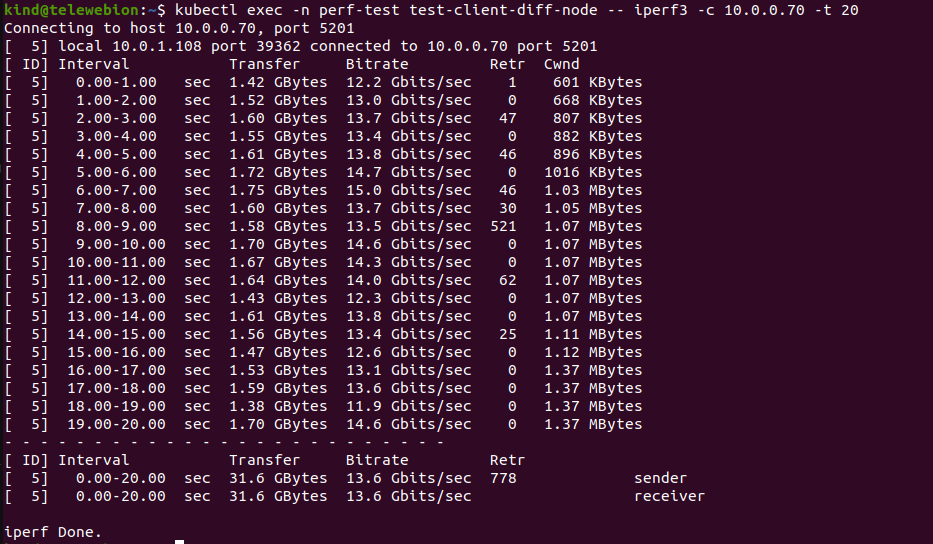 kind@telewebion:~$ kubectl exec -n perf-test test-client-diff-node -- iperf3 -c 10.0.0.70 -t 20
Connecting to host 10.0.0.70, port 5201
[  5] local 10.0.1.108 port 39362 connected to 10.0.0.70 port 5201
[ ID] Interval           Transfer     Bitrate         Retr  Cwnd
[  5]   0.00-1.00   sec  1.42 GBytes  12.2 Gbits/sec    1    601 KBytes
[  5]   1.00-2.00   sec  1.52 GBytes  13.0 Gbits/sec    0    668 KBytes
[  5]   2.00-3.00   sec  1.60 GBytes  13.7 Gbits/sec   47    807 KBytes
[  5]   3.00-4.00   sec  1.55 GBytes  13.4 Gbits/sec    0    882 KBytes
[  5]   4.00-5.00   sec  1.61 GBytes  13.8 Gbits/sec   46    896 KBytes
[  5]   5.00-6.00   sec  1.72 GBytes  14.7 Gbits/sec    0   1016 KBytes
[  5]   6.00-7.00   sec  1.75 GBytes  15.0 Gbits/sec   46   1.03 MBytes
[  5]   7.00-8.00   sec  1.60 GBytes  13.7 Gbits/sec   30   1.05 MBytes
[  5]   8.00-9.00   sec  1.58 GBytes  13.5 Gbits/sec  521   1.07 MBytes
[  5]   9.00-10.00  sec  1.70 GBytes  14.6 Gbits/sec    0   1.07 MBytes
[  5]  10.00-11.00  sec  1.67 GBytes  14.3 Gbits/sec    0   1.07 MBytes
[  5]  11.00-12.00  sec  1.64 GBytes  14.0 Gbits/sec   62   1.07 MBytes
[  5]  12.00-13.00  sec  1.43 GBytes  12.3 Gbits/sec    0   1.07 MBytes
[  5]  13.00-14.00  sec  1.61 GBytes  13.8 Gbits/sec    0   1.07 MBytes
[  5]  14.00-15.00  sec  1.56 GBytes  13.4 Gbits/sec   25   1.11 MBytes
[  5]  15.00-16.00  sec  1.47 GBytes  12.6 Gbits/sec    0   1.12 MBytes
[  5]  16.00-17.00  sec  1.53 GBytes  13.1 Gbits/sec    0   1.37 MBytes
[  5]  17.00-18.00  sec  1.59 GBytes  13.6 Gbits/sec    0   1.37 MBytes
[  5]  18.00-19.00  sec  1.38 GBytes  11.9 Gbits/sec    0   1.37 MBytes
[  5]  19.00-20.00  sec  1.70 GBytes  14.6 Gbits/sec    0   1.37 MBytes
- - - - - - - - - - - - - - - - - - - - - - - - -
[ ID] Interval           Transfer     Bitrate         Retr
[  5]   0.00-20.00  sec  31.6 GBytes  13.6 Gbits/sec  778             sender
[  5]   0.00-20.00  sec  31.6 GBytes  13.6 Gbits/sec                  receiver
iperf Done.